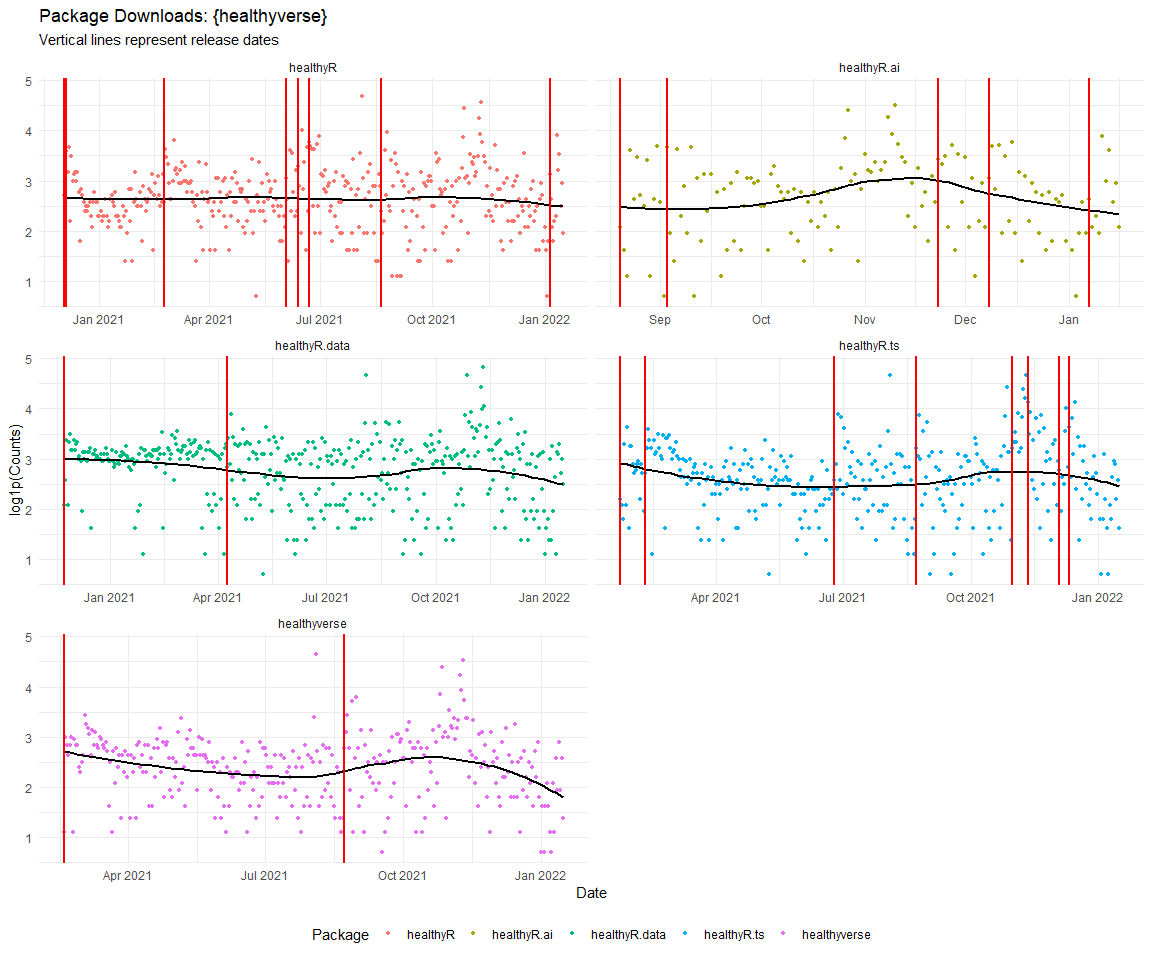 Package Downloads: {healthyverse}
Vertical lines represent release dates
healthyR
healthyR.ai
5
4
3
2
1
Jan 2021 Apr 2021 Jul 2021 Oct 2021 Jan 2022
Sep Oct Nov Dec Jan
healthyR.data
healthyR.ts
5
4
3
2
1
log1p(Counts)
Jan 2021 Apr 2021 Jul 2021 Oct 2021 Jan 2022
Apr 2021 Jul 2021 Oct 2021 Jan 2022
healthyverse
5
4
3
2
1
Apr 2021 Jul 2021 Oct 2021 Jan 2022
Date
Package healthyR healthyR.ai healthyR.data healthyR.ts healthyverse